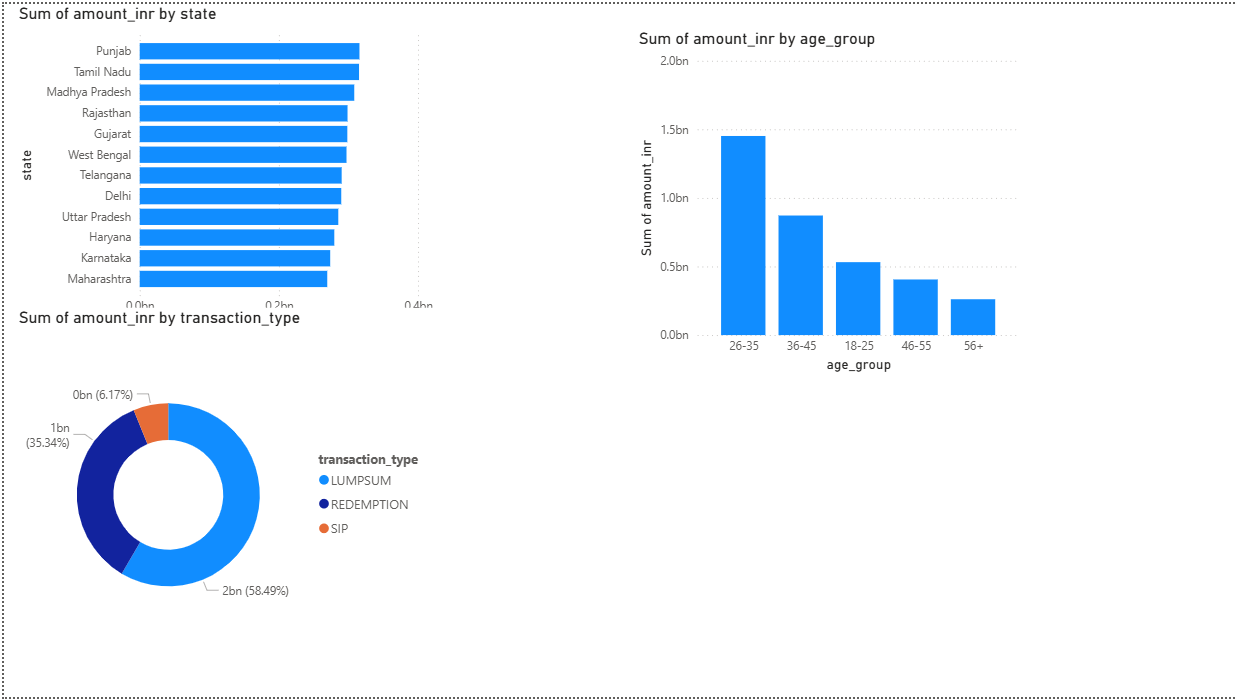 Sum of amount_inr by state
state
Punjab
Tamil Nadu
Madhya Pradesh
Rajasthan
Gujarat
West Bengal
Telangana
Delhi
Uttar Pradesh
Haryana
Karnataka
Maharashtra
0.0bn 0.2bn 0.4bn
Sum of amount_inr by age_group
Sum of amount_inr
2.0bn
1.5bn
1.0bn
0.5bn
0.0bn
26-35 36-45 18-25 46-55 56+
age_group
Sum of amount_inr by transaction_type
0bn (6.17%)
1bn
(35.34%)
2bn (58.49%)
transaction_type
LUMPSUM
REDEMPTION
SIP